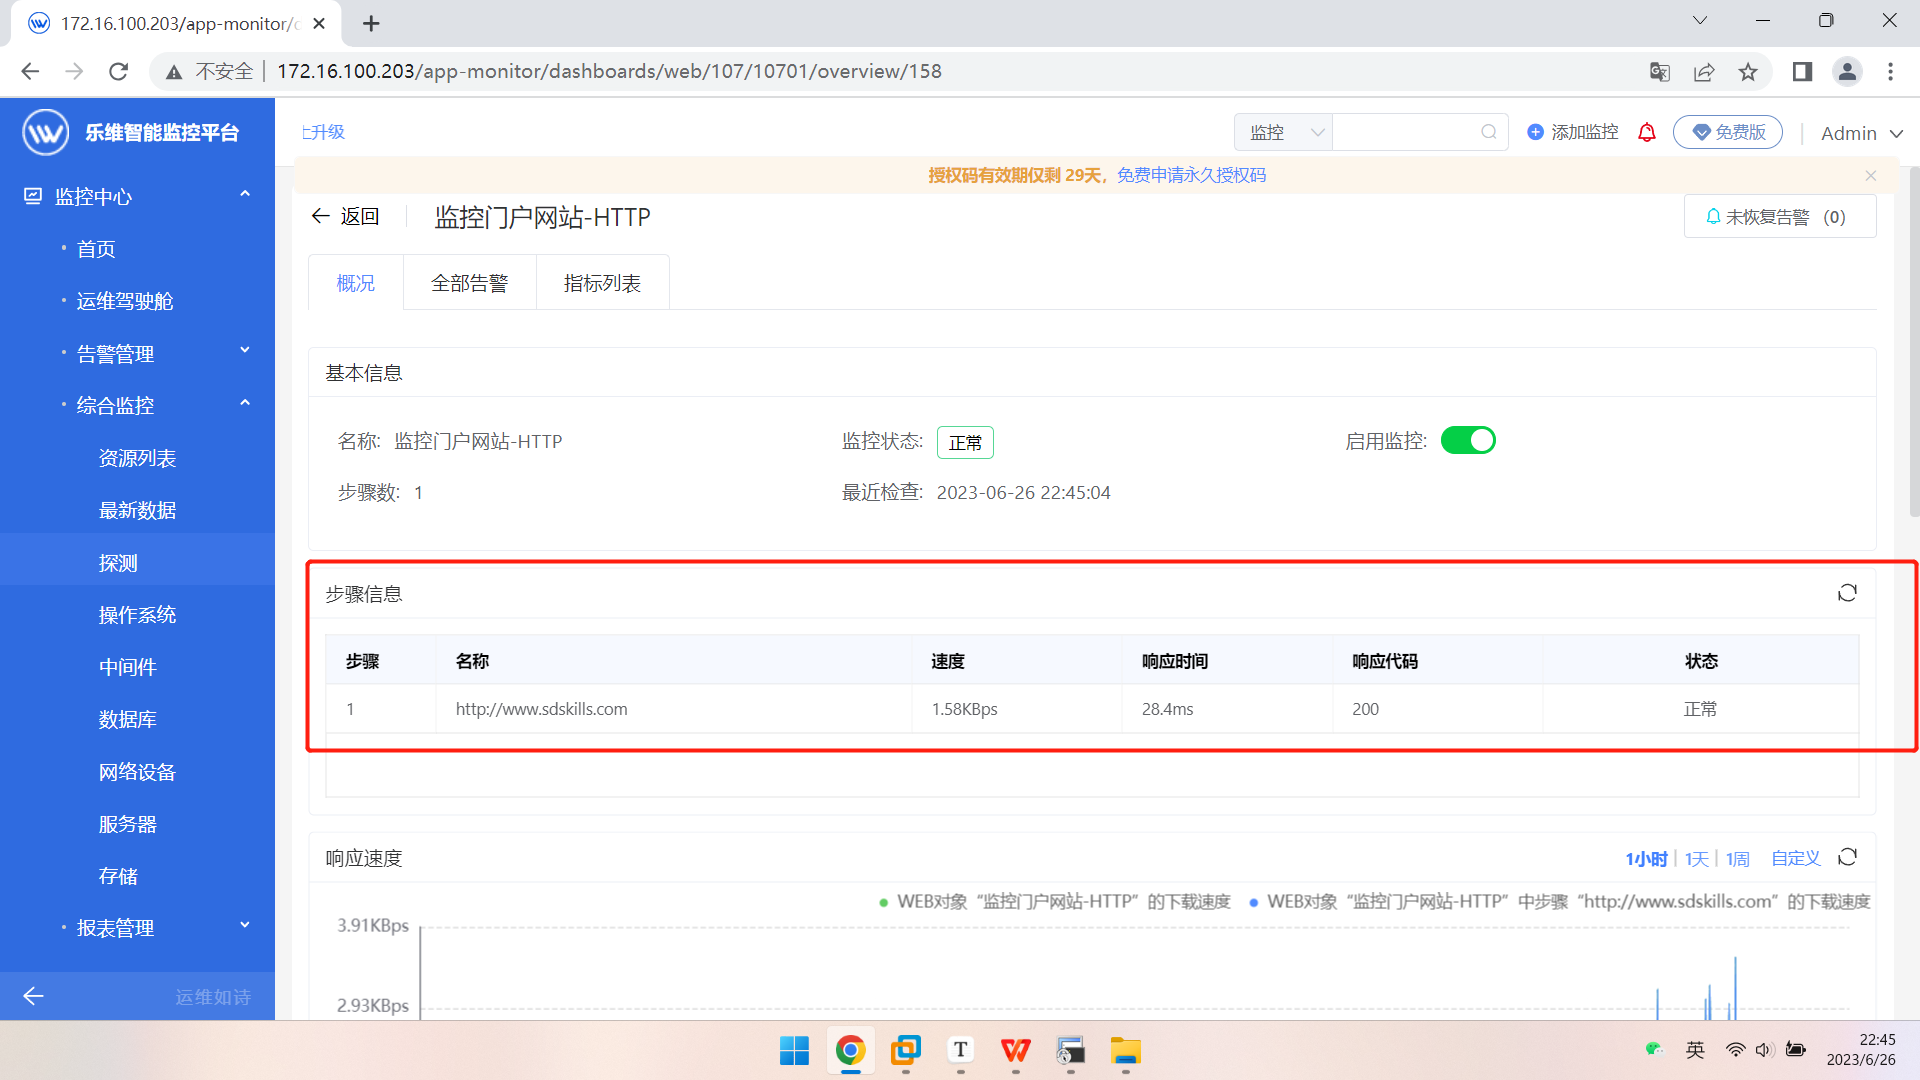 172.16.100.203/app-monitor/
不安全
172.16.100.203/app-monitor/dashboards/web/107/10701/overview/158
乐维智能监控平台
上升级
监控
添加监控
免费版
Admin
授权码有效期仅剩 29天，免费申请永久授权码
监控中心
首页
运维驾驶舱
告警管理
综合监控
资源列表
最新数据
探测
操作系统
中间件
数据库
网络设备
服务器
存储
报表管理
运维如诗
返回
监控门户网站-HTTP
未恢复告警 (0)
概况
全部告警
指标列表
基本信息
名称: 监控门户网站-HTTP
监控状态: 正常
启用监控:
步骤数: 1
最近检查: 2023-06-26 22:45:04
步骤信息
步骤 名称 速度 响应时间 响应代码 状态
1 http://www.sdskills.com 1.58KBps 28.4ms 200 正常
响应速度
1小时 1天 1周 自定义
WEB对象“监控门户网站-HTTP”的下载速度 WEB对象“监控门户网站-HTTP”中步骤“http://www.sdskills.com”的下载速度
3.91KBps
2.93KBps
英
22:45
2023/6/26